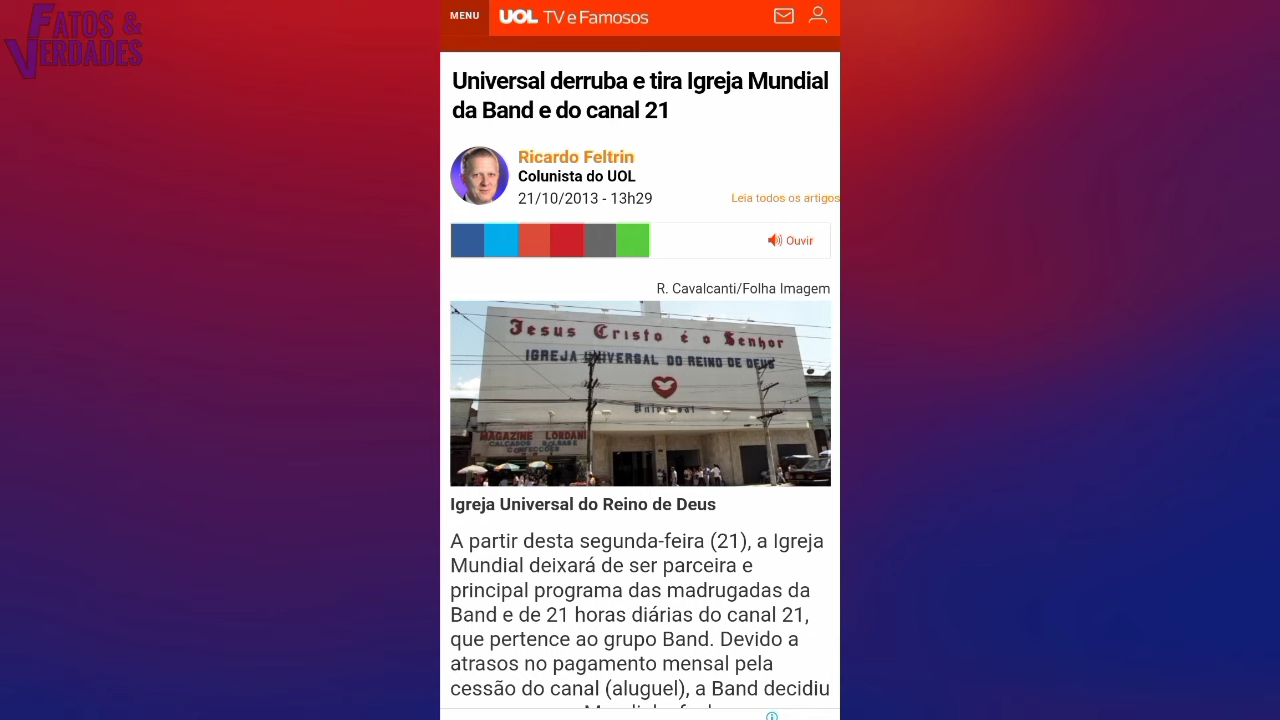 FATOS &
VERDADES
MENU
UOL TV e Famosos
Universal derruba e tira Igreja Mundial
da Band e do canal 21
Ricardo Feltrin
Colunista do UOL
21/10/2013 - 13h29
Leia todos os artigos
Ouvir
R. Cavalcanti/Folha Imagem
Jesus Cristo é o Senhor
IGREJA UNIVERSAL DO REINO DE DEUS
Universal
MAGAZINE LORDANI
CALÇADOS BOLSAS E
CONFECÇÕES
Igreja Universal do Reino de Deus
A partir desta segunda-feira (21), a Igreja
Mundial deixará de ser parceira e
principal programa das madrugadas da
Band e de 21 horas diárias do canal 21,
que pertence ao grupo Band. Devido a
atrasos no pagamento mensal pela
cessão do canal (aluguel), a Band decidiu